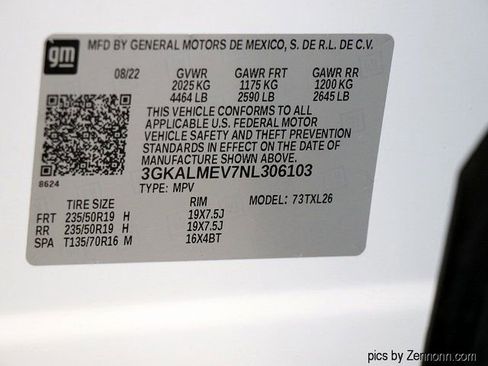 gm
MFD BY GENERAL MOTORS DE MEXICO, S. DE R.L. DE C.V.
08/22 GVWR GAWR FRT GAWR RR
2025 KG 1175 KG 1200 KG
4464 LB 2590 LB 2645 LB
THIS VEHICLE CONFORMS TO ALL
APPLICABLE U.S. FEDERAL MOTOR
VEHICLE SAFETY AND THEFT PREVENTION
STANDARDS IN EFFECT ON THE DATE OF
MANUFACTURE SHOWN ABOVE.
8624 3GKALMEV7NL306103
TYPE: MPV
TIRE SIZE RIM MODEL: 73TXL26
FRT 235/50R19 H 19X7.5J
RR 235/50R19 H 19X7.5J
SPA T135/70R16 M 16X4BT
pics by Zennonn.com